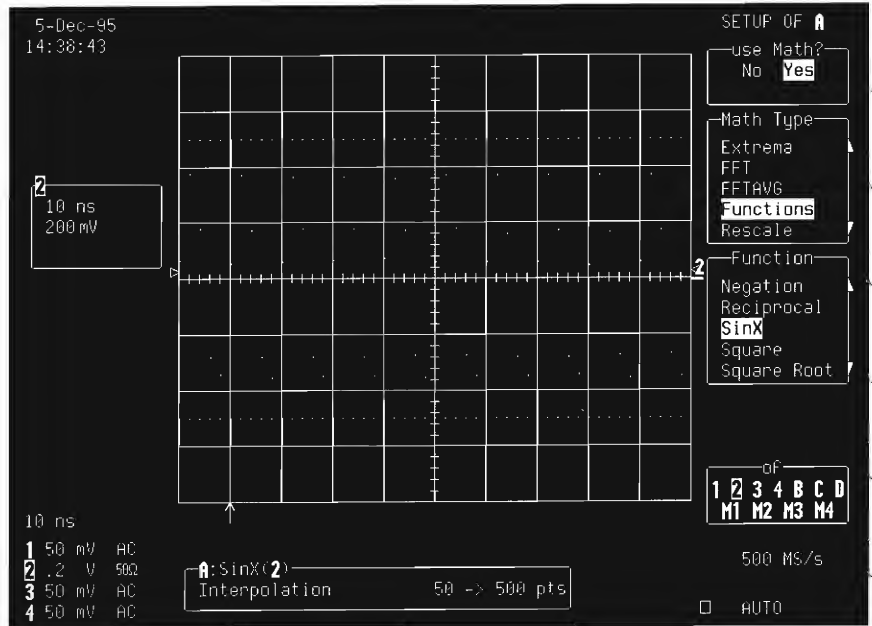 5-Dec-95
14:38:43
SETUP OF A
use Math?
No Yes
Math Type
Extrema
FFT
FFTAVG
Functions
Rescale
2
10 ns
200 mV
2
Function
Negation
Reciprocal
SinX
Square
Square Root
of
1 2 3 4 B C D
M1 M2 M3 M4
10 ns
1 50 mV AC
2 .2 V 50Ω
3 50 mV AC
4 50 mV AC
A:SinX(2)
Interpolation 50 -> 500 pts
500 MS/s
AUTO